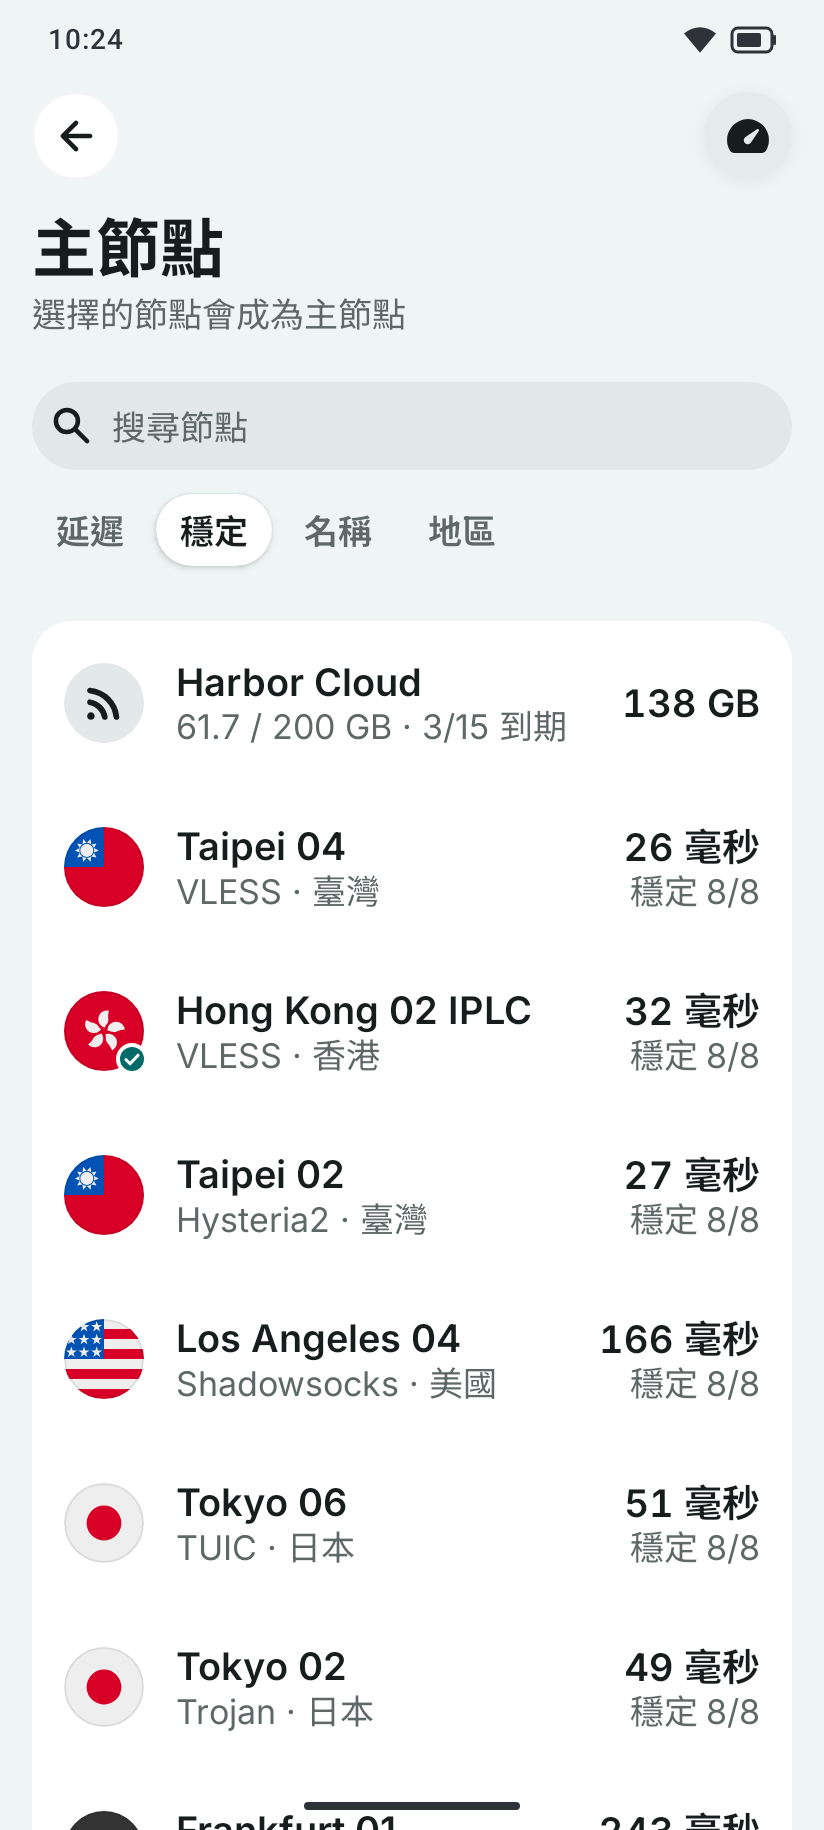 10:24
主節點
選擇的節點會成為主節點
搜尋節點
延遲 穩定 名稱 地區
Harbor Cloud
61.7 / 200 GB · 3/15 到期
138 GB
Taipei 04
VLESS · 臺灣
26 毫秒
穩定 8/8
Hong Kong 02 IPLC
VLESS · 香港
32 毫秒
穩定 8/8
Taipei 02
Hysteria2 · 臺灣
27 毫秒
穩定 8/8
Los Angeles 04
Shadowsocks · 美國
166 毫秒
穩定 8/8
Tokyo 06
TUIC · 日本
51 毫秒
穩定 8/8
Tokyo 02
Trojan · 日本
49 毫秒
穩定 8/8
Frankfurt 01
243 毫秒